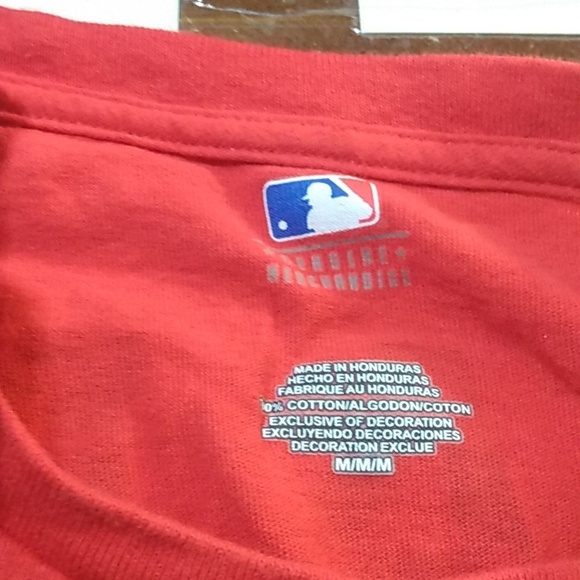 MERCHANDISE
MADE IN HONDURAS
HECHO EN HONDURAS
FABRIQUE AU HONDURAS
0% COTTON/ALGODON/COTON
EXCLUSIVE OF DECORATION
EXCLUYENDO DECORACIONES
DECORATION EXCLUE
M/M/M